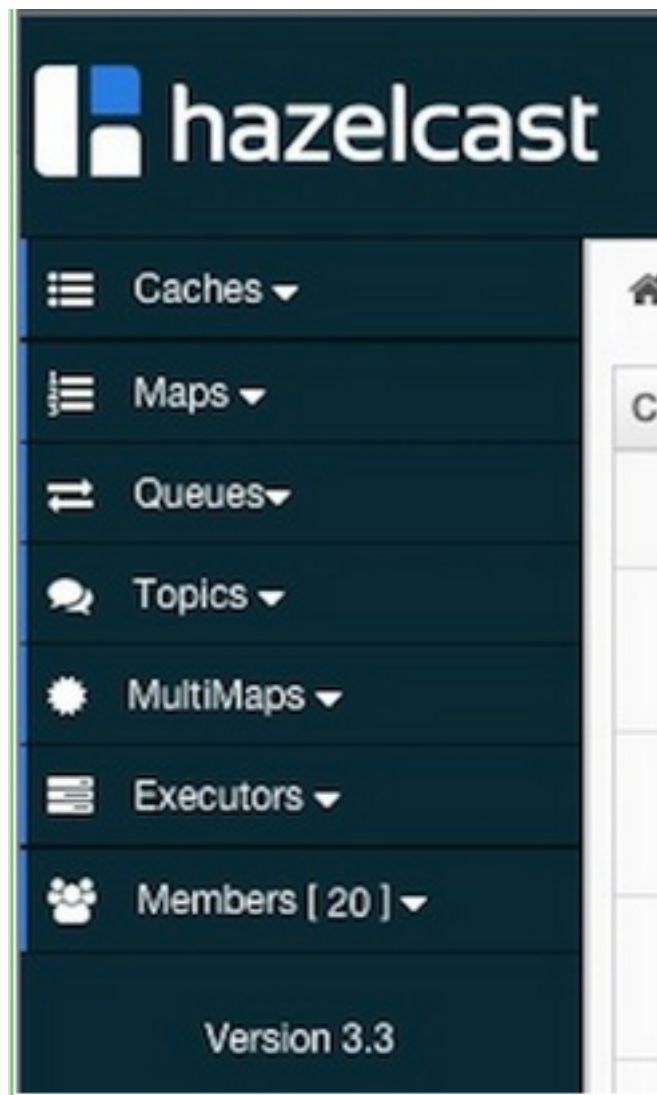 hazelcast
Caches
Maps
C
Queues
Topics
MultiMaps
Executors
Members [ 20 ]
Version 3.3